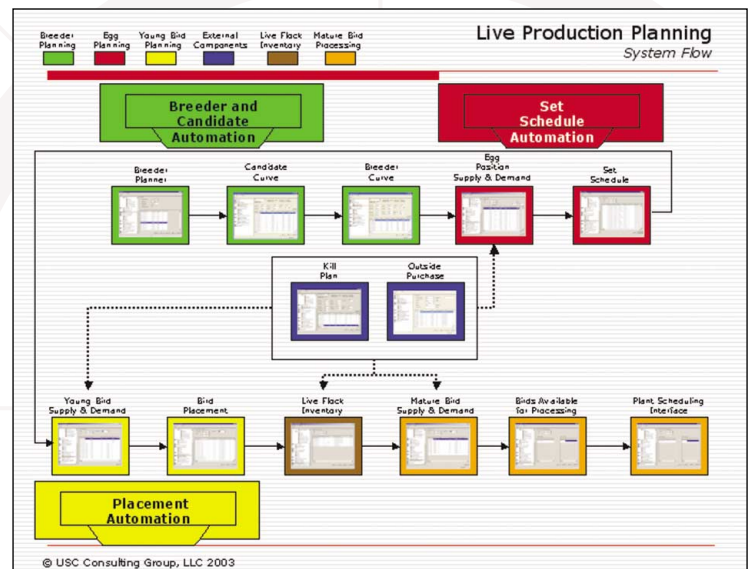 Live Production Planning
System Flow
Breeder
Planning
Egg
Planning
Young Bird
Planning
External
Components
Live Flock
Inventory
Mature Bird
Processing
Breeder and
Candidate
Automation
Set
Schedule
Automation
Breeder
Planner
Candidate
Curve
Breeder
Curve
Egg
Position
Supply & Demand
Set
Schedule
Kill
Plan
Outside
Purchase
Young Bird
Supply & Demand
Bird
Placement
Live Flock
Inventory
Mature Bird
Supply & Demand
Birds Available
for Processing
Plant Scheduling
Interface
Placement
Automation
© USC Consulting Group, LLC 2003